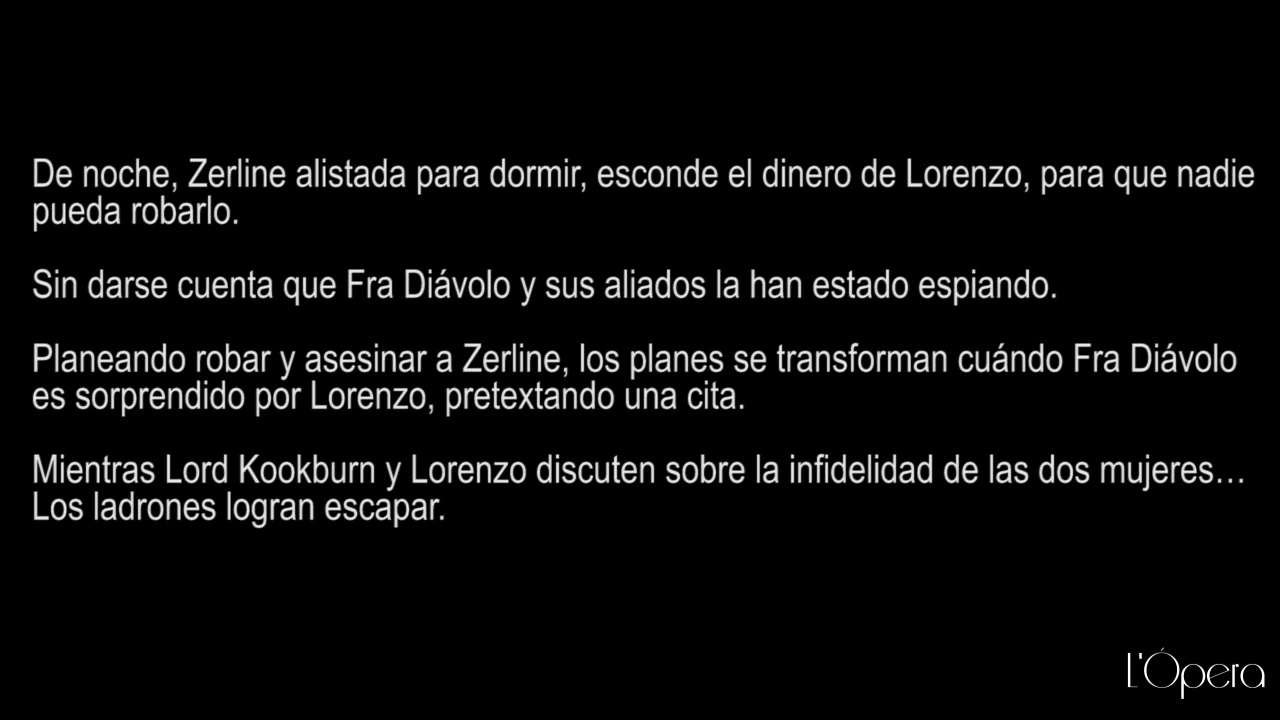 De noche, Zerline alistada para dormir, esconde el dinero de Lorenzo, para que nadie
pueda robarlo.
Sin darse cuenta que Fra Diávolo y sus aliados la han estado espiando.
Planeando robar y asesinar a Zerline, los planes se transforman cuándo Fra Diávolo
es sorprendido por Lorenzo, pretextando una cita.
Mientras Lord Kookburn y Lorenzo discuten sobre la infidelidad de las dos mujeres…
Los ladrones logran escapar.
L'Ópera